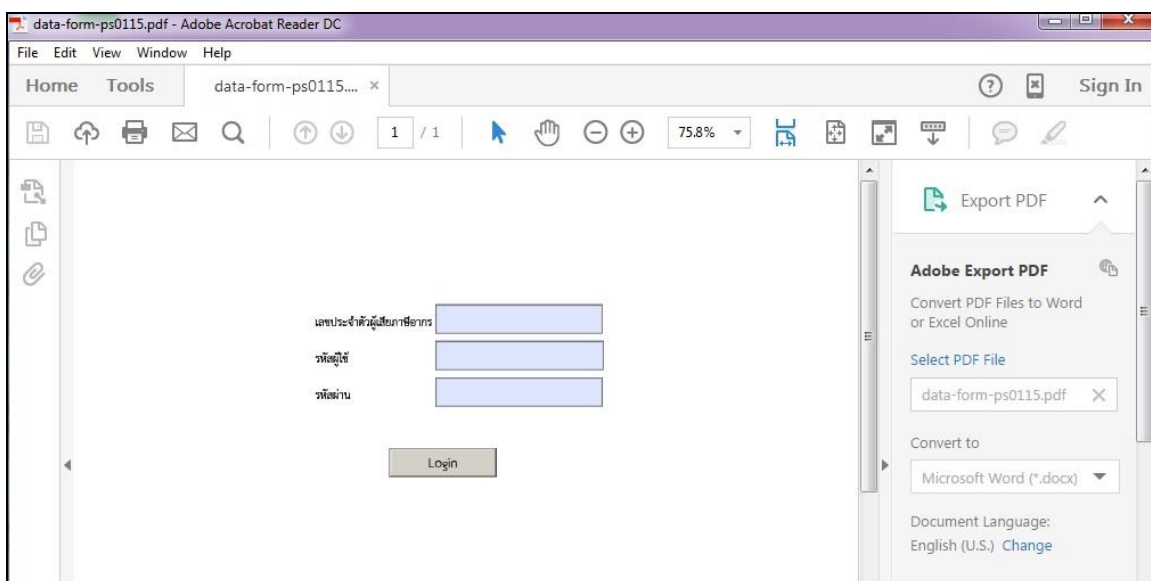 data-form-ps0115.pdf - Adobe Acrobat Reader DC
File Edit View Window Help
Home Tools data-form-ps0115.... × Sign In
1 / 1 75.8%
Export PDF
Adobe Export PDF
Convert PDF Files to Word
or Excel Online
Select PDF File
data-form-ps0115.pdf
Convert to
Microsoft Word (*.docx)
Document Language:
English (U.S.) Change
เลขประจำตัวผู้เสียภาษีอากร
รหัสผู้ใช้
รหัสผ่าน
Login